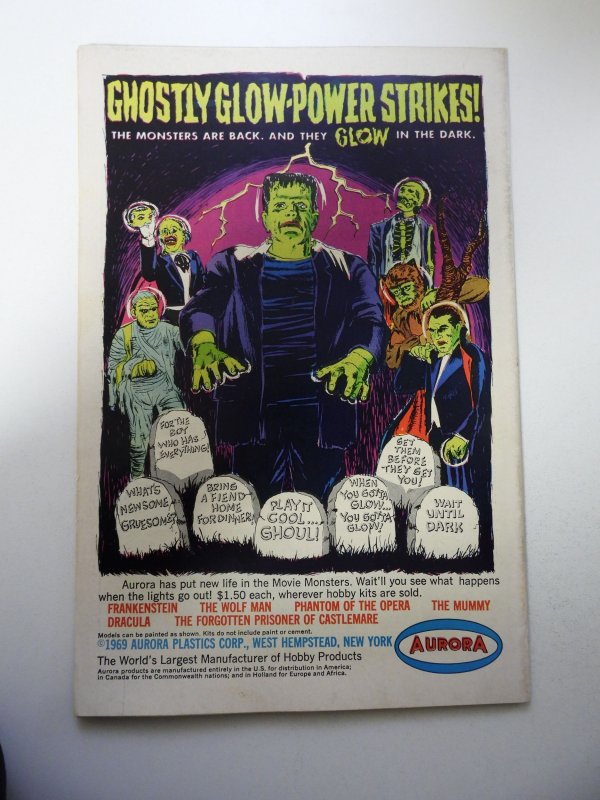 GHOSTLY GLOW-POWER STRIKES!
THE MONSTERS ARE BACK. AND THEY GLOW IN THE DARK.
FOR THE
BOY
WHO HAS
EVERYTHING!
GET
THEM
BEFORE
THEY GET
YOU!
WHAT'S
NEWSOME,
GRUESOME?
BRING
A FIEND
HOME
FOR DINNER!
PLAY IT
COOL....
GHOUL!
WHEN
YOU GOTTA
GLOW...
YOU GOTTA
GLOW!
WAIT
UNTIL
DARK
Aurora has put new life in the Movie Monsters. Wait'll you see what happens
when the lights go out! $1.50 each, wherever hobby kits are sold.
FRANKENSTEIN THE WOLF MAN PHANTOM OF THE OPERA THE MUMMY
DRACULA THE FORGOTTEN PRISONER OF CASTLEMARE
Models can be painted as shown. Kits do not include paint or cement.
©1969 AURORA PLASTICS CORP., WEST HEMPSTEAD, NEW YORK
AURORA
The World's Largest Manufacturer of Hobby Products
Aurora products are manufactured entirely in the U.S. for distribution in America;
in Canada for the Commonwealth nations; and in Holland for Europe and Africa.